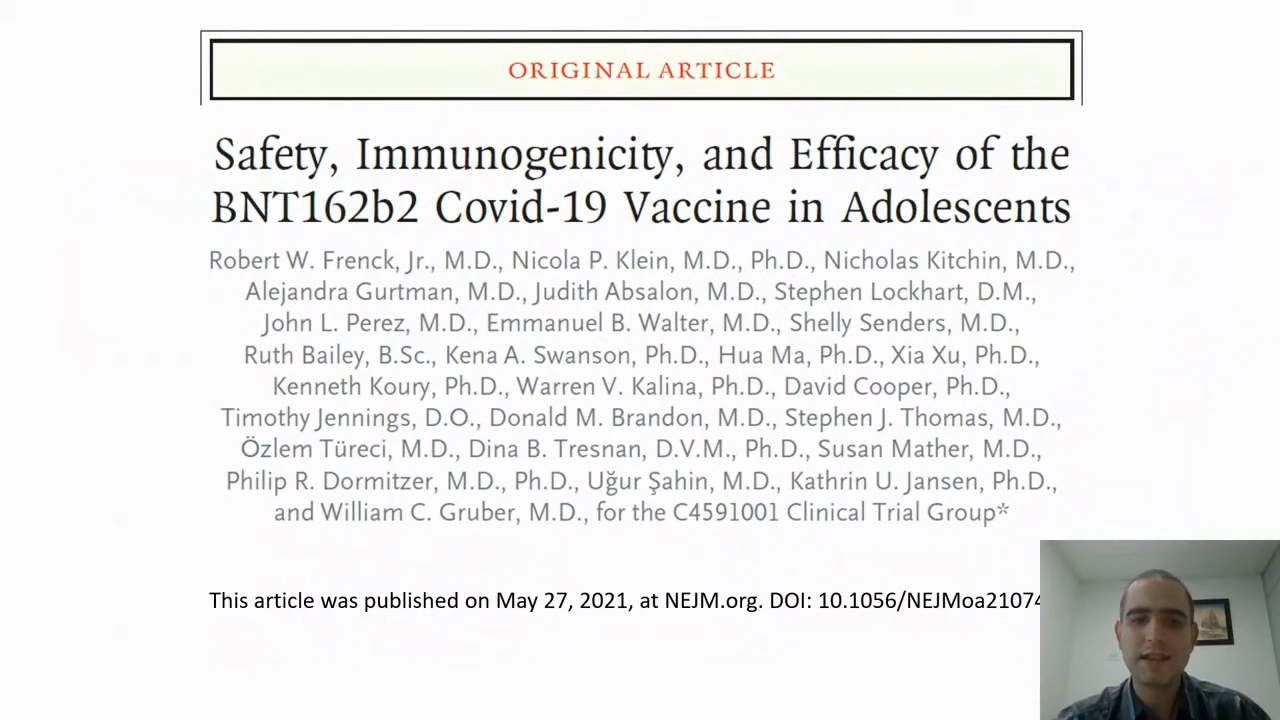 ORIGINAL ARTICLE
Safety, Immunogenicity, and Efficacy of the
BNT162b2 Covid-19 Vaccine in Adolescents
Robert W. Frenck, Jr., M.D., Nicola P. Klein, M.D., Ph.D., Nicholas Kitchin, M.D.,
Alejandra Gurtman, M.D., Judith Absalon, M.D., Stephen Lockhart, D.M.,
John L. Perez, M.D., Emmanuel B. Walter, M.D., Shelly Senders, M.D.,
Ruth Bailey, B.Sc., Kena A. Swanson, Ph.D., Hua Ma, Ph.D., Xia Xu, Ph.D.,
Kenneth Koury, Ph.D., Warren V. Kalina, Ph.D., David Cooper, Ph.D.,
Timothy Jennings, D.O., Donald M. Brandon, M.D., Stephen J. Thomas, M.D.,
Özlem Türeci, M.D., Dina B. Tresnan, D.V.M., Ph.D., Susan Mather, M.D.,
Philip R. Dormitzer, M.D., Ph.D., Uğur Şahin, M.D., Kathrin U. Jansen, Ph.D.,
and William C. Gruber, M.D., for the C4591001 Clinical Trial Group*
This article was published on May 27, 2021, at NEJM.org. DOI: 10.1056/NEJMoa2107